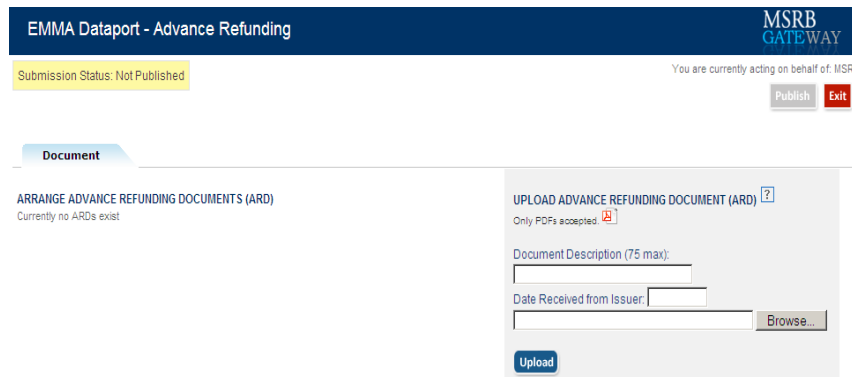 EMMA Dataport - Advance Refunding
MSRB
GATEWAY
Submission Status: Not Published
You are currently acting on behalf of: MSR
Publish Exit
Document
ARRANGE ADVANCE REFUNDING DOCUMENTS (ARD)
Currently no ARDs exist
UPLOAD ADVANCE REFUNDING DOCUMENT (ARD) ?
Only PDFs accepted.
Document Description (75 max):
Date Received from Issuer:
Browse...
Upload